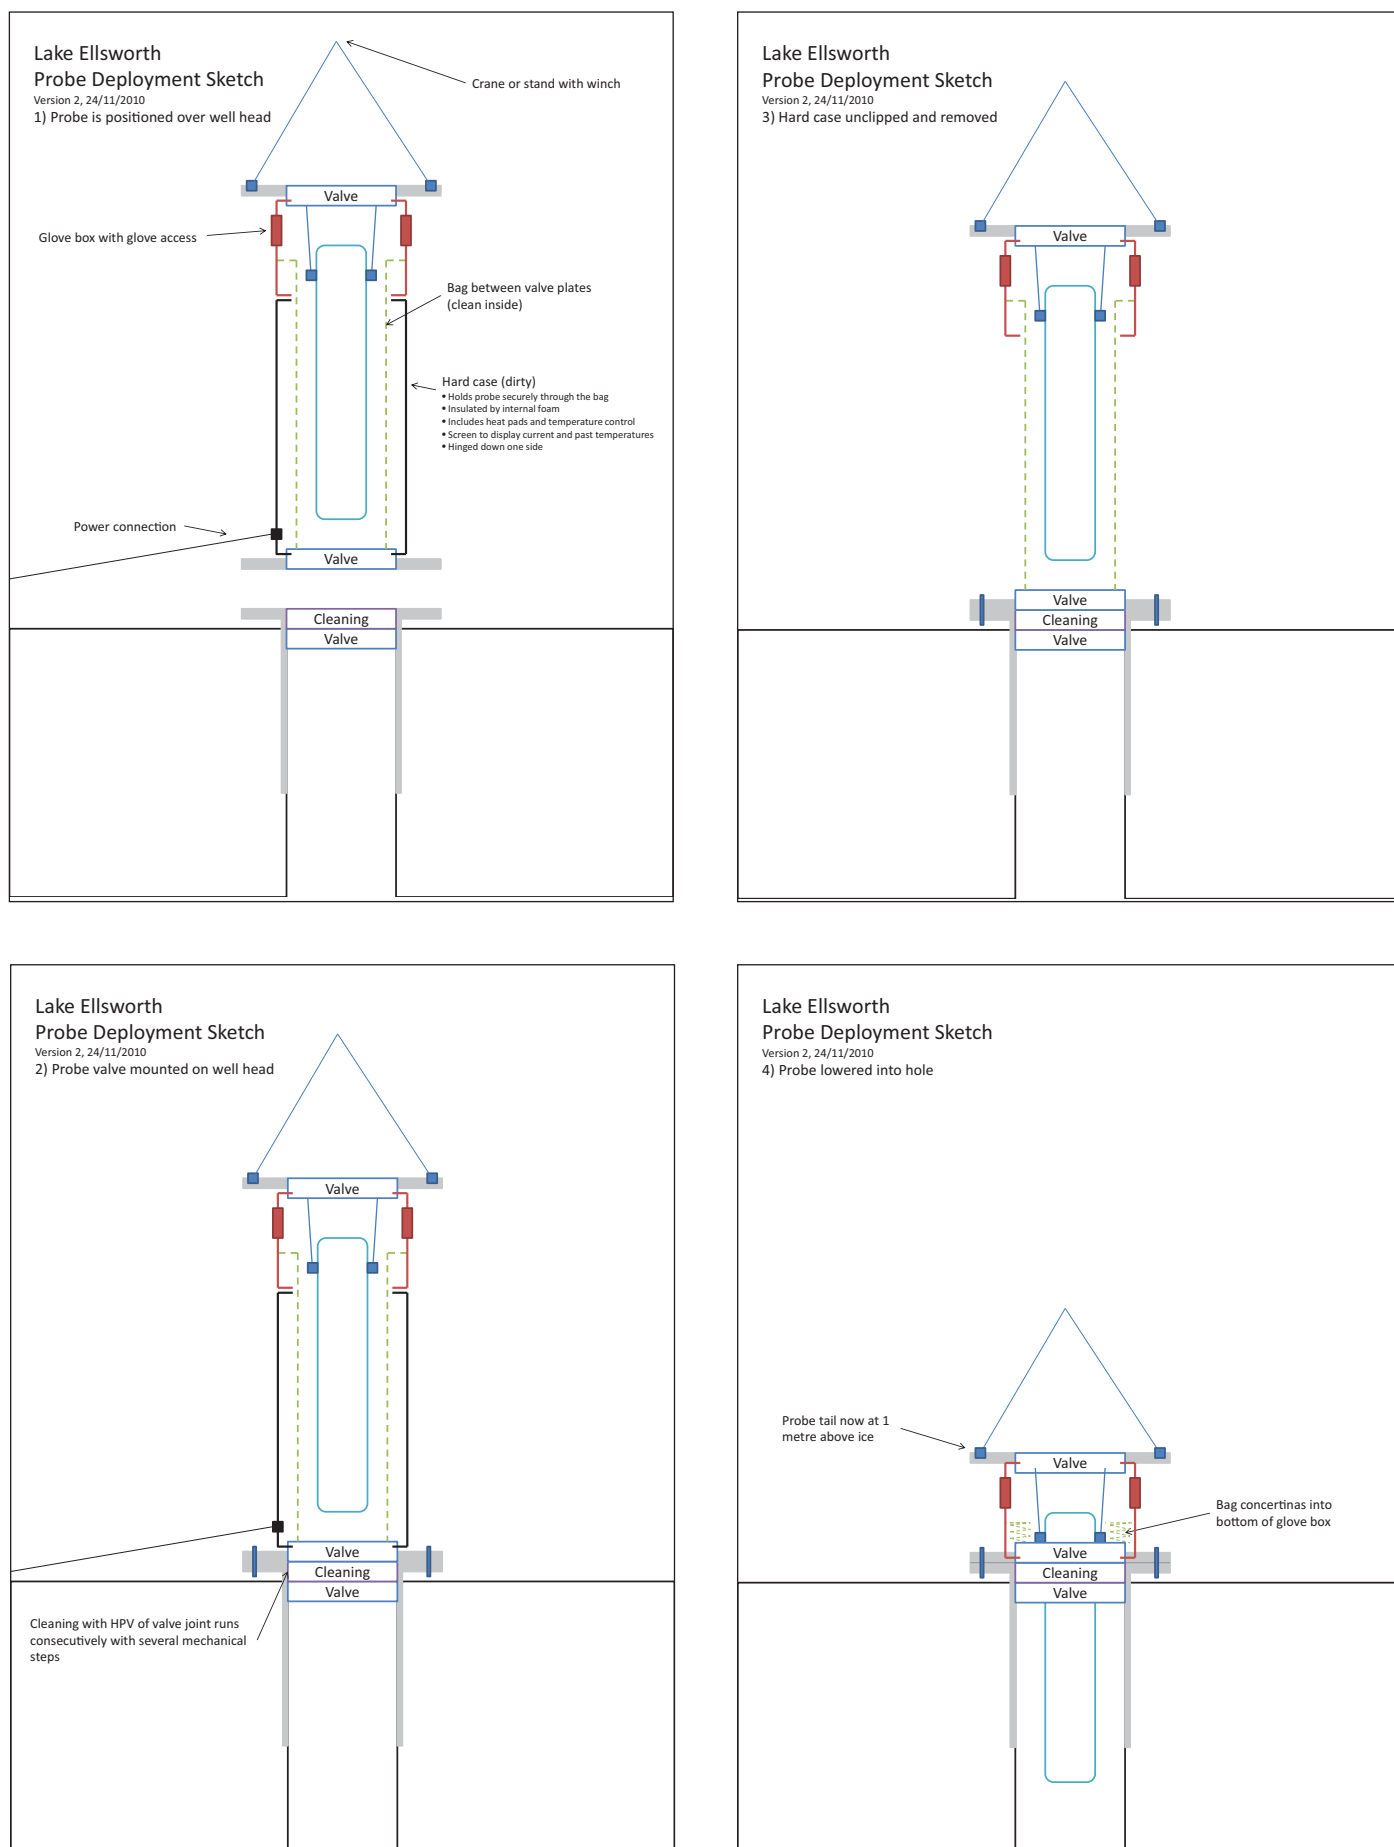 Lake Ellsworth
Probe Deployment Sketch
Version 2, 24/11/2010
1) Probe is positioned over well head
Crane or stand with winch
Valve
Glove box with glove access
Bag between valve plates
(clean inside)
Hard case (dirty)
• Holds probe securely through the bag
• Insulated by internal foam
• Includes heat pads and temperature control
• Screen to display current and past temperatures
• Hinged down one side
Power connection
Valve
Cleaning
Valve
Lake Ellsworth
Probe Deployment Sketch
Version 2, 24/11/2010
3) Hard case unclipped and removed
Valve
Valve
Cleaning
Valve
Lake Ellsworth
Probe Deployment Sketch
Version 2, 24/11/2010
2) Probe valve mounted on well head
Valve
Valve
Cleaning
Valve
Cleaning with HPV of valve joint runs
consecutively with several mechanical
steps
Lake Ellsworth
Probe Deployment Sketch
Version 2, 24/11/2010
4) Probe lowered into hole
Probe tail now at 1
metre above ice
Valve
Bag concertinas into
bottom of glove box
Valve
Cleaning
Valve